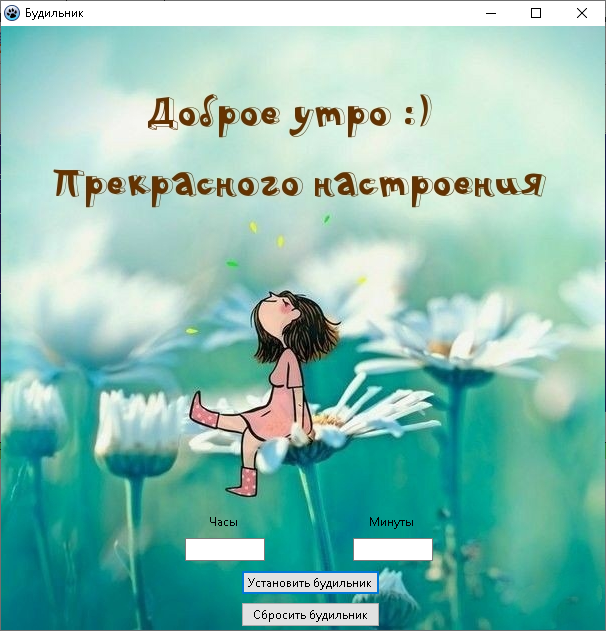 Будильник
Доброе утро :)
Прекрасного настроения
Часы Минуты
Установить будильник
Сбросить будильник